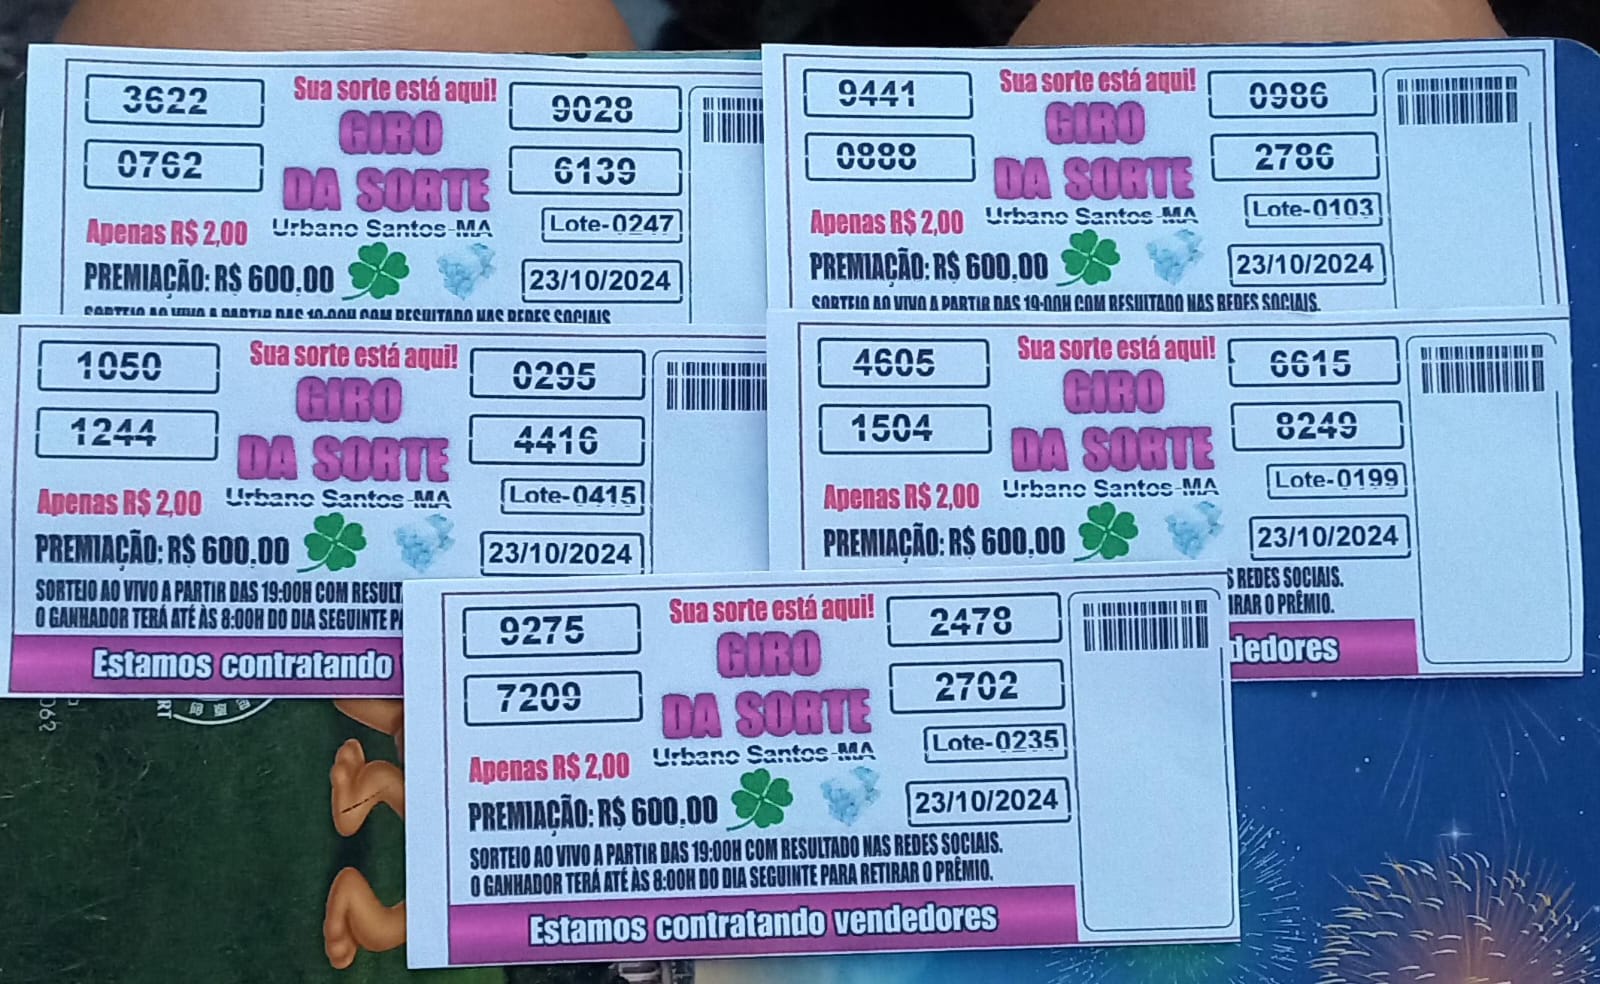 3622
Sua sorte está aqui!
9028
GIRO
0762
6139
DA SORTE
Apenas R$ 2,00
Urbano Santos-MA
Lote-0247
PREMIAÇÃO: R$ 600,00
23/10/2024
SORTEIO AO VIVO A PARTIR DAS 19:00H COM RESULTADO NAS REDES SOCIAIS
9441
Sua sorte está aqui!
0986
GIRO
0888
2786
DA SORTE
Apenas R$ 2,00
Urbano Santos-MA
Lote-0103
PREMIAÇÃO: R$ 600,00
23/10/2024
SORTEIO AO VIVO A PARTIR DAS 19:00H COM RESULTADO NAS REDES SOCIAIS.
1050
Sua sorte está aqui!
0295
GIRO
1244
4416
DA SORTE
Apenas R$ 2,00
Urbano Santos-MA
Lote-0415
PREMIAÇÃO: R$ 600,00
23/10/2024
SORTEIO AO VIVO A PARTIR DAS 19:00H COM RESULT
O GANHADOR TERÁ ATÉ ÀS 8:00H DO DIA SEGUINTE P
Estamos contratando
4605
Sua sorte está aqui!
6615
GIRO
1504
8249
DA SORTE
Apenas R$ 2,00
Urbano Santos-MA
Lote-0199
PREMIAÇÃO: R$ 600,00
23/10/2024
S REDES SOCIAIS.
IRAR O PRÊMIO.
dedores
9275
Sua sorte está aqui!
2478
GIRO
7209
2702
DA SORTE
Apenas R$ 2,00
Urbano Santos-MA
Lote-0235
PREMIAÇÃO: R$ 600,00
23/10/2024
SORTEIO AO VIVO A PARTIR DAS 19:00H COM RESULTADO NAS REDES SOCIAIS.
O GANHADOR TERÁ ATÉ ÀS 8:00H DO DIA SEGUINTE PARA RETIRAR O PRÊMIO.
Estamos contratando vendedores